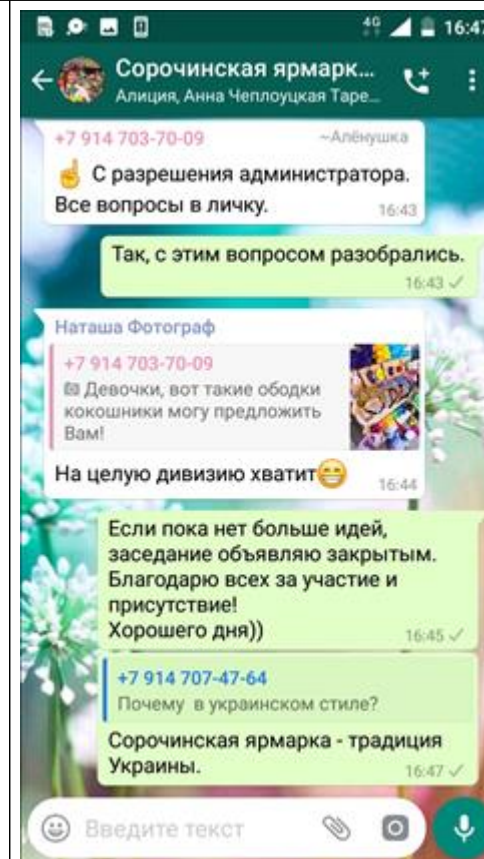 4G 16:47
Сорочинская ярмарк...
Алиция, Анна Чеплоуцкая Таре...
+7 914 703-70-09 ~Алёнушка
☝ С разрешения администратора.
Все вопросы в личку. 16:43
Так, с этим вопросом разобрались.
16:43
Наташа Фотограф
+7 914 703-70-09
Девочки, вот такие ободки
кокошники могу предложить
Вам!
На целую дивизию хватит😁
16:44
Если пока нет больше идей,
заседание объявляю закрытым.
Благодарю всех за участие и
присутствие!
Хорошего дня)) 16:45
+7 914 707-47-64
Почему в украинском стиле?
Сорочинская ярмарка - традиция
Украины. 16:47
Введите текст